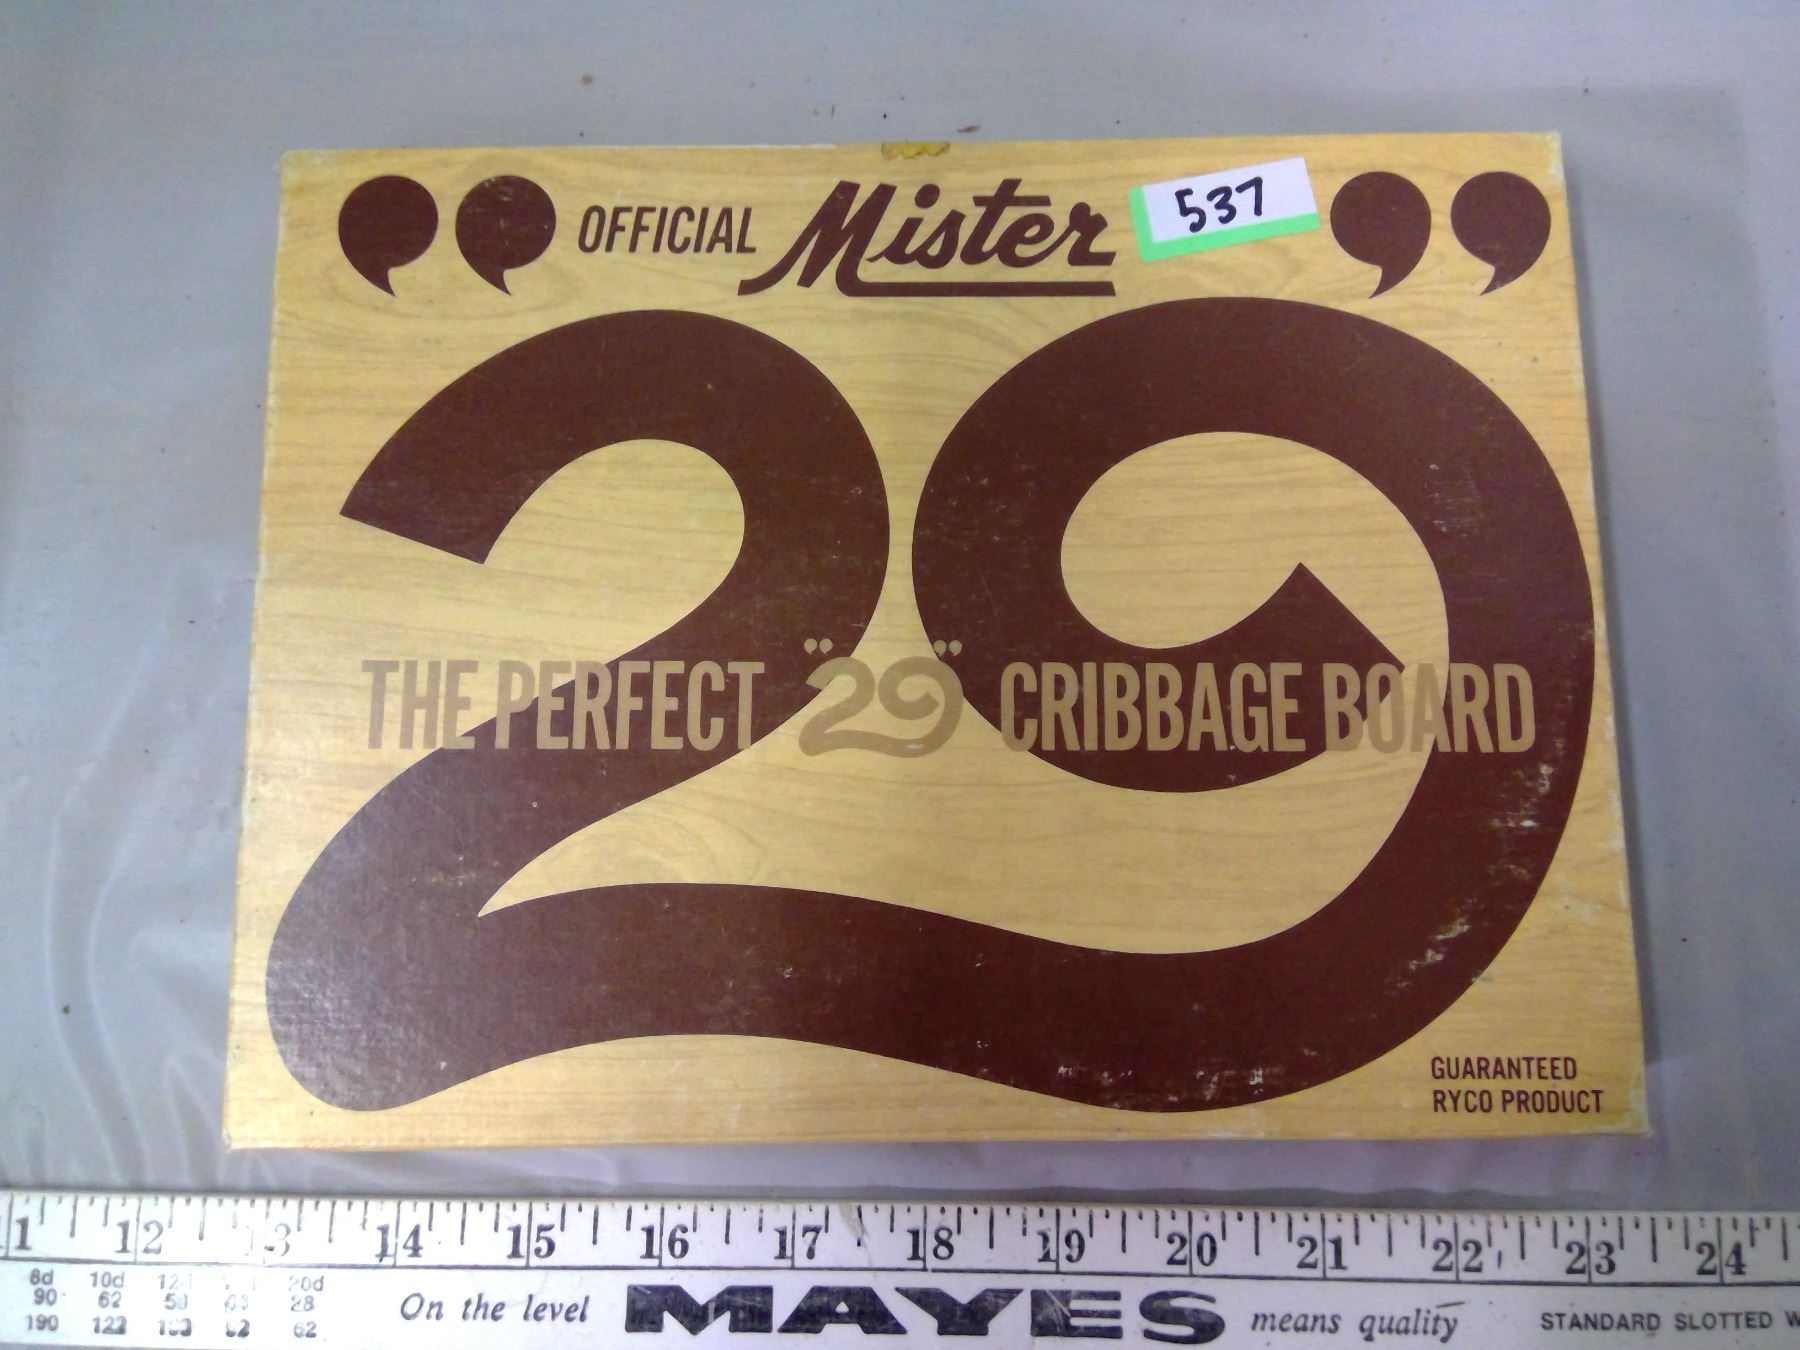 OFFICIAL Mister 537
29
THE PERFECT "29" CRIBBAGE BOARD
GUARANTEED
RYCO PRODUCT
1 12 13 14 15 16 17 18 19 20 21 22 23 24
8d 10d 20d
90 62 28
190 122 62 62
On the level MAYES means quality STANDARD SLOTTED